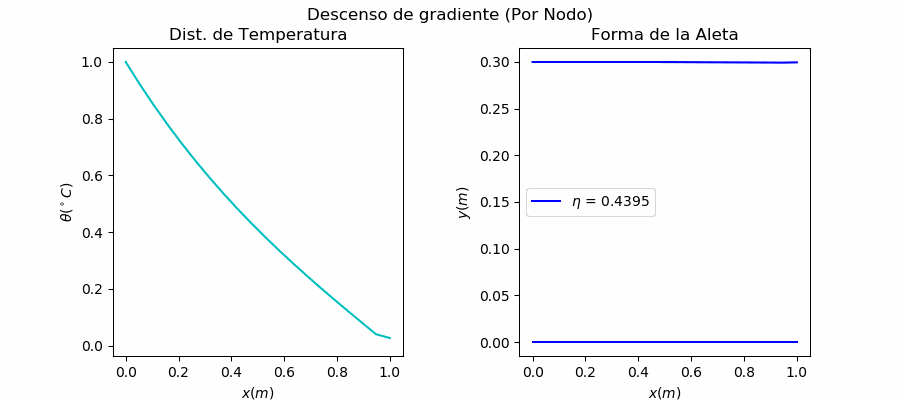 Descenso de gradiente (Por Nodo)
Dist. de Temperatura
Forma de la Aleta
1.0
0.8
0.6
0.4
0.2
0.0
θ(°C)
0.0 0.2 0.4 0.6 0.8 1.0
x(m)
0.30
0.25
0.20
0.15
0.10
0.05
0.00
y(m)
η = 0.4395
0.0 0.2 0.4 0.6 0.8 1.0
x(m)